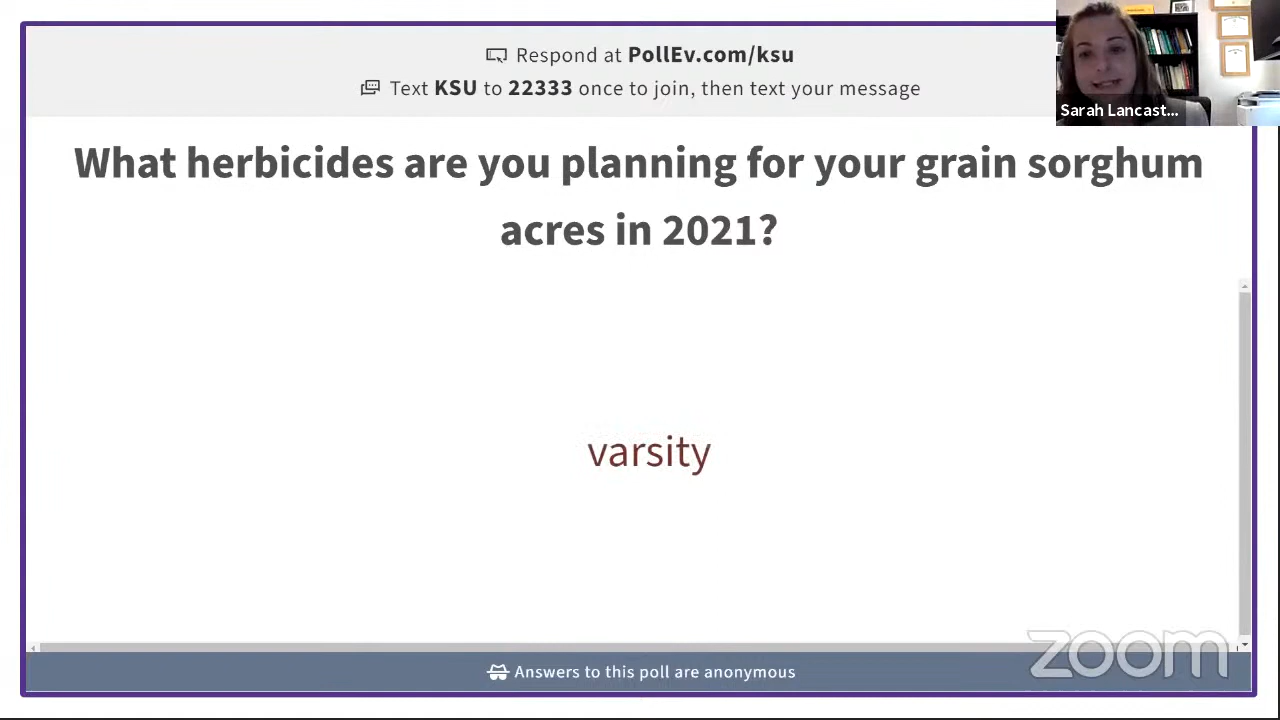 Respond at PollEv.com/ksu
Text KSU to 22333 once to join, then text your message
Sarah Lancast...
What herbicides are you planning for your grain sorghum
acres in 2021?
varsity
Answers to this poll are anonymous
zoom